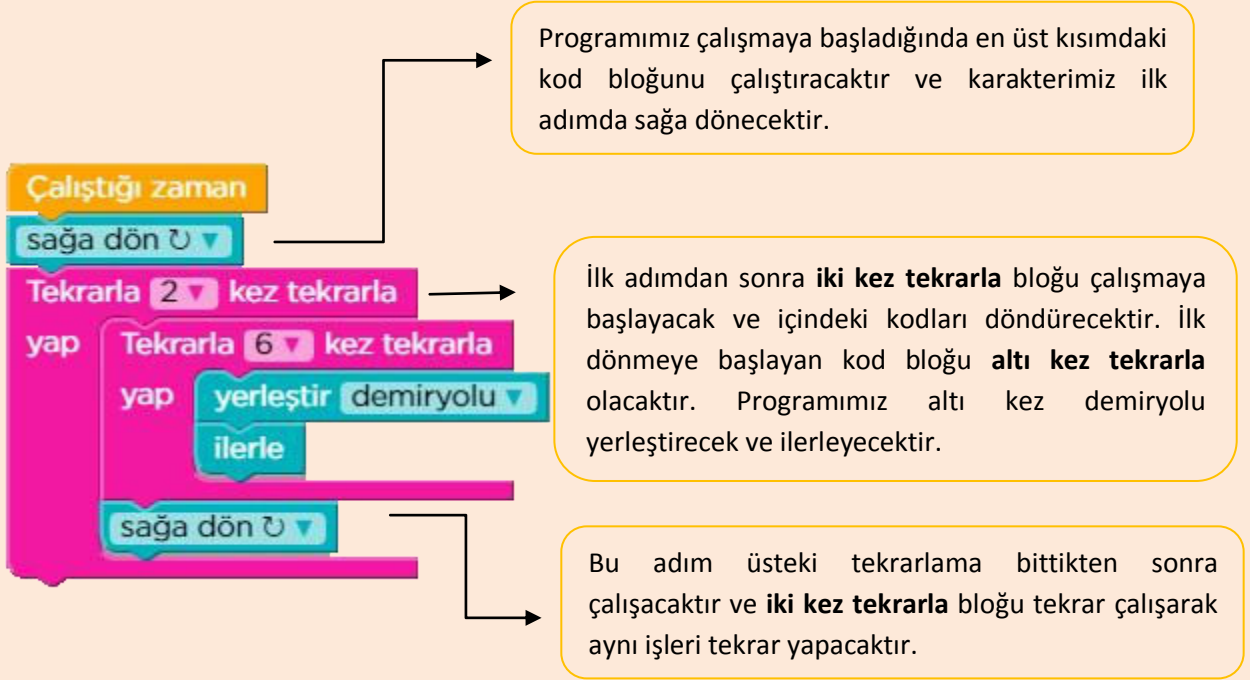 Programımız çalışmaya başladığında en üst kısımdaki
kod bloğunu çalıştıracaktır ve karakterimiz ilk
adımda sağa dönecektir.
Çalıştığı zaman
sağa dön ↻ ▼
Tekrarla 2 ▼ kez tekrarla
yap Tekrarla 6 ▼ kez tekrarla
yap yerleştir demiryolu ▼
ilerle
sağa dön ↻ ▼
İlk adımdan sonra iki kez tekrarla bloğu çalışmaya
başlayacak ve içindeki kodları döndürecektir. İlk
dönmeye başlayan kod bloğu altı kez tekrarla
olacaktır. Programımız altı kez demiryolu
yerleştirecek ve ilerleyecektir.
Bu adım üsteki tekrarlama bittikten sonra
çalışacaktır ve iki kez tekrarla bloğu tekrar çalışarak
aynı işleri tekrar yapacaktır.